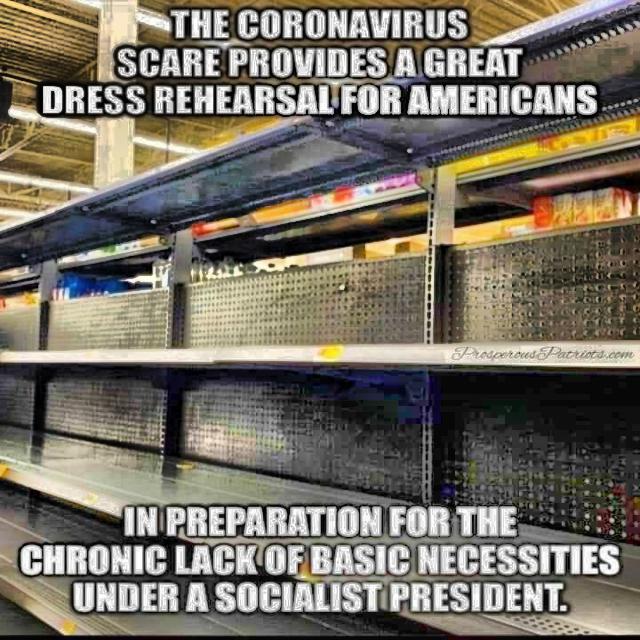 THE CORONAVIRUS
SCARE PROVIDES A GREAT
DRESS REHEARSAL FOR AMERICANS
ProsperousPatriots.com
IN PREPARATION FOR THE
CHRONIC LACK OF BASIC NECESSITIES
UNDER A SOCIALIST PRESIDENT.